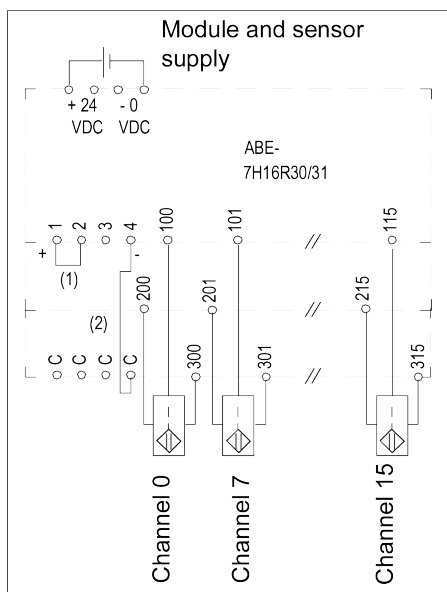 Module and sensor
supply
+ 24 - 0
VDC VDC
ABE-
7H16R30/31
1 2 3 4 100 101 115
+ -
(1)
200 201 215
(2)
C C C C 300 301 315
Channel 0 Channel 7 Channel 15